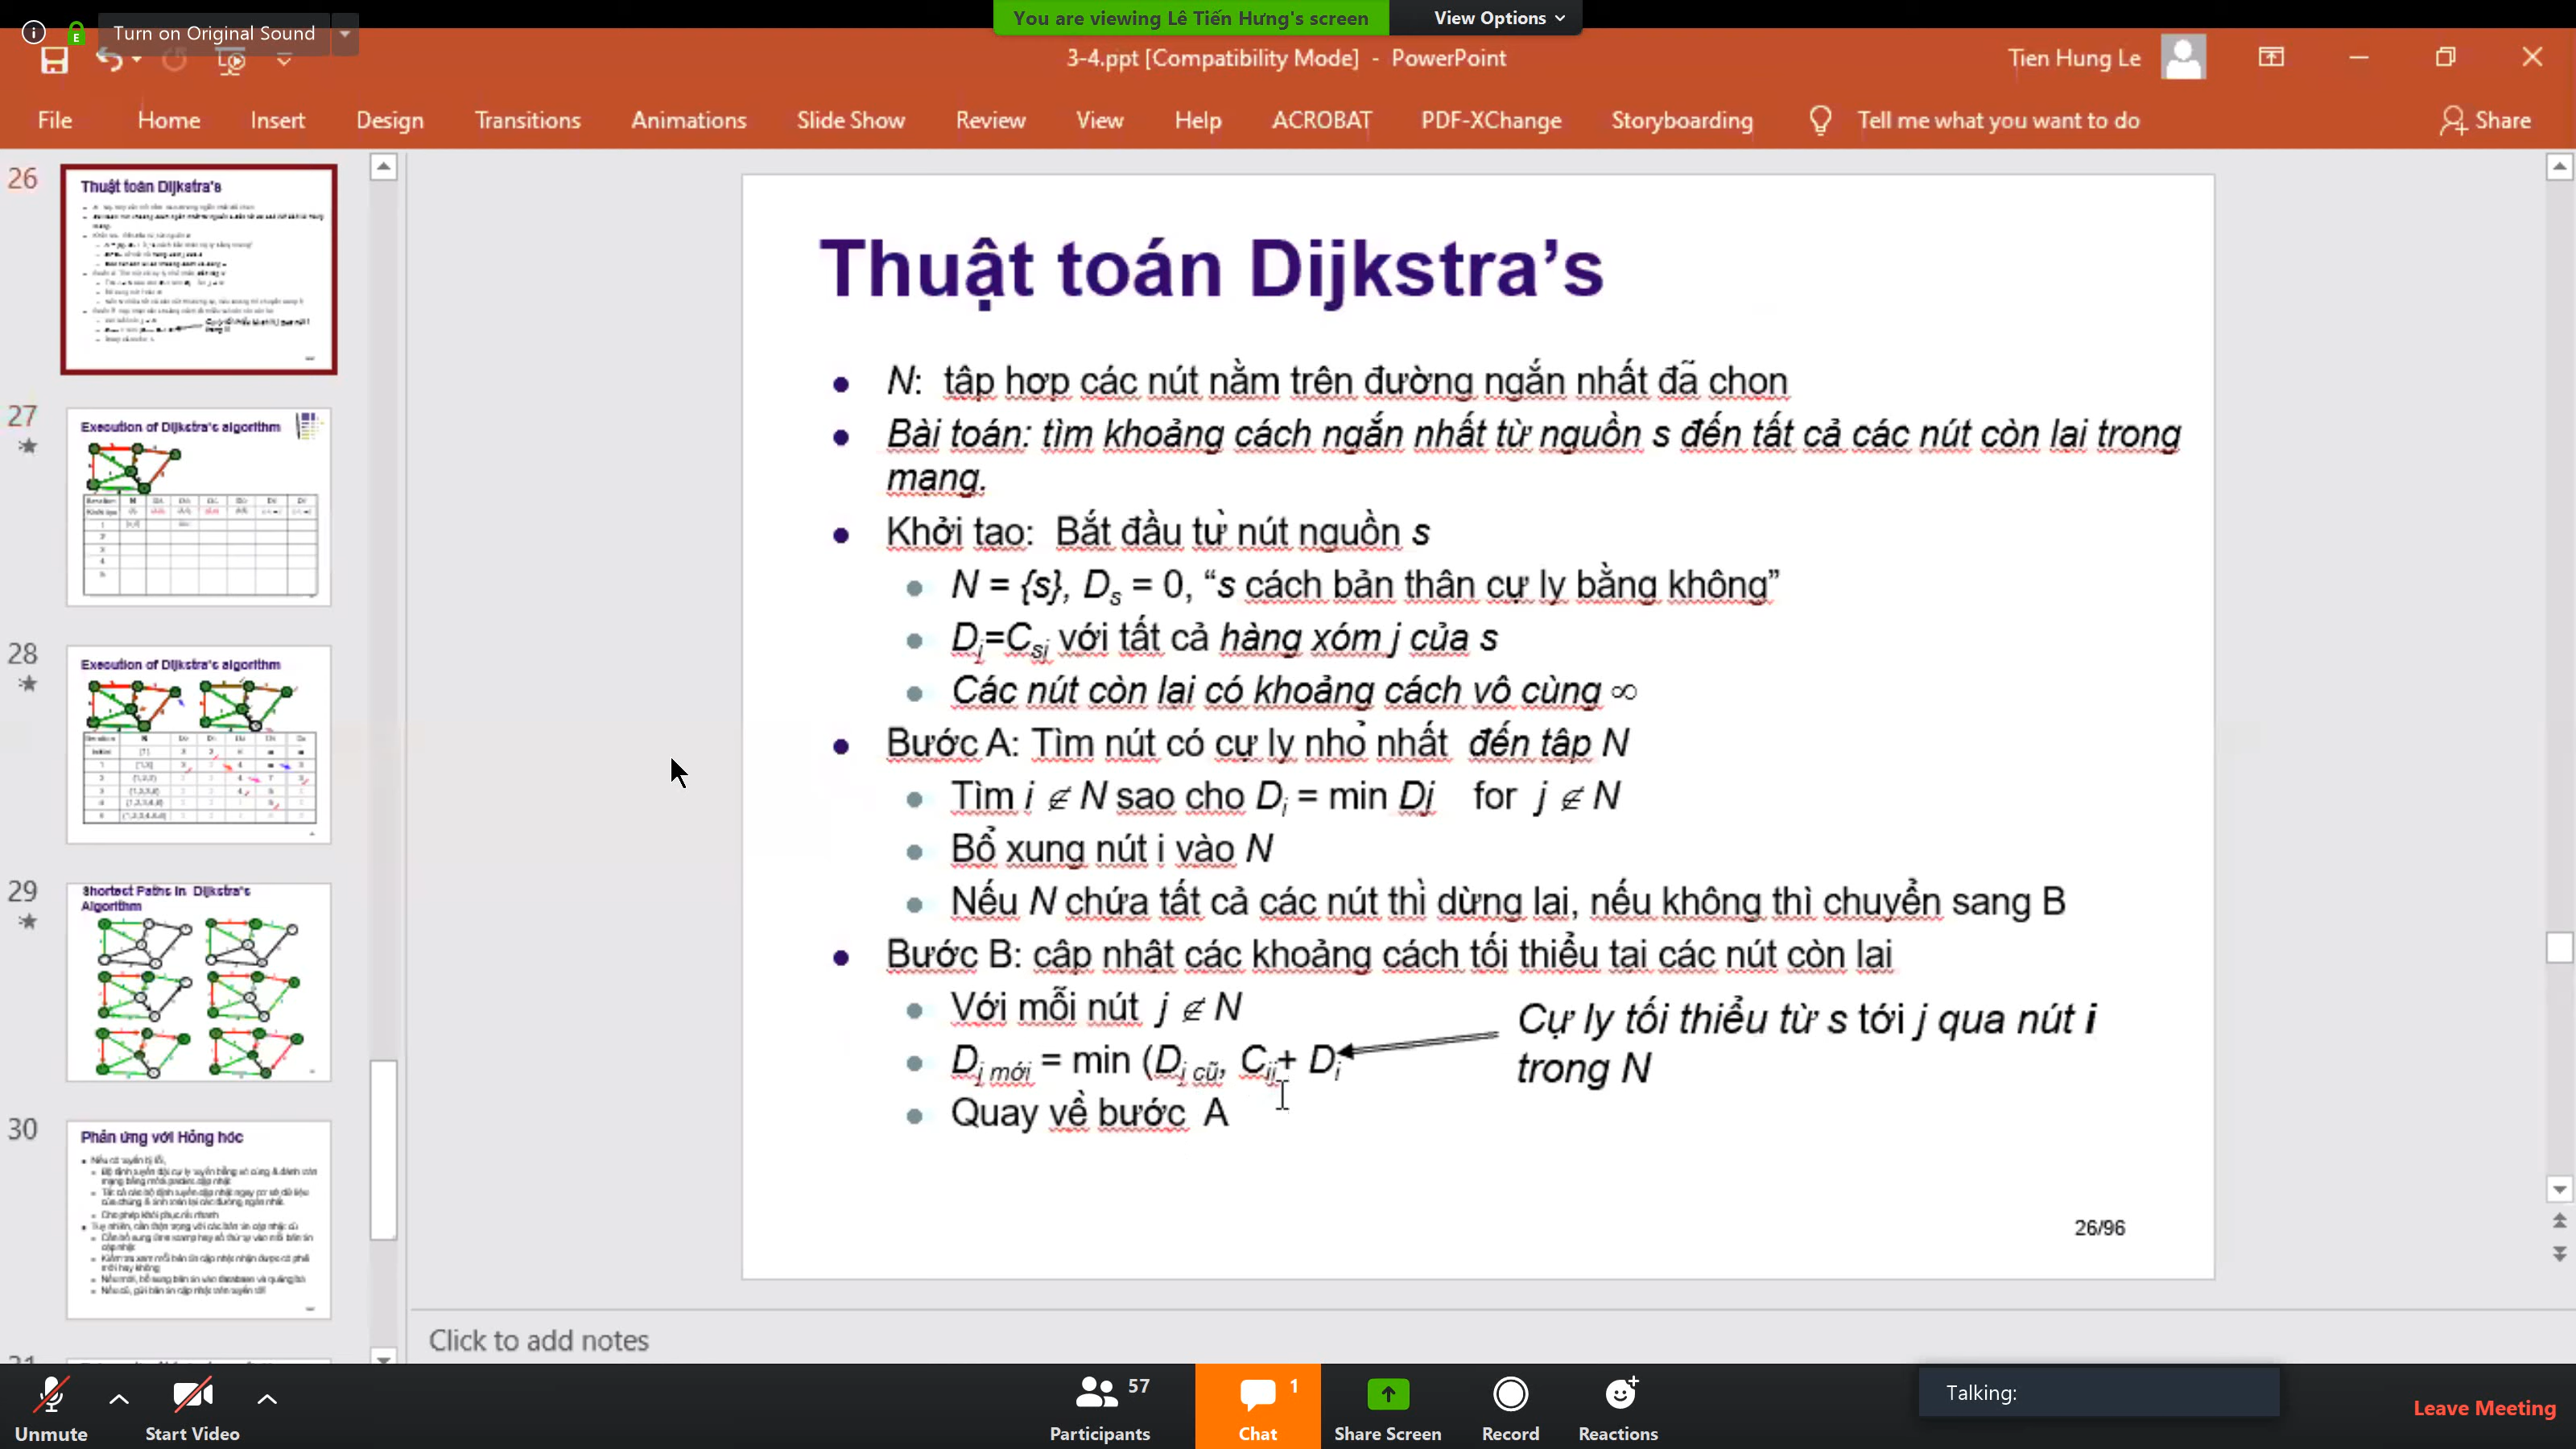 You are viewing Lê Tiến Hưng's screen
View Options
Turn on Original Sound
3-4.ppt [Compatibility Mode] - PowerPoint
Tien Hung Le
File Home Insert Design Transitions Animations Slide Show Review View Help ACROBAT PDF-XChange Storyboarding Tell me what you want to do Share
26
Thuật toán Dijkstra's
27
Execution of Dijkstra's algorithm
28
Execution of Dijkstra's algorithm
29
Shortest Paths in Dijkstra's
Algorithm
30
Phản ứng với Hỏng hóc
Thuật toán Dijkstra's
N: tập hợp các nút nằm trên đường ngắn nhất đã chọn
Bài toán: tìm khoảng cách ngắn nhất từ nguồn s đến tất cả các nút còn lại trong
mạng.
Khởi tạo: Bắt đầu từ nút nguồn s
N = {s}, Ds = 0, “s cách bản thân cự ly bằng không”
Dj=Csj với tất cả hàng xóm j của s
Các nút còn lại có khoảng cách vô cùng ∞
Bước A: Tìm nút có cự ly nhỏ nhất đến tập N
Tìm i ∉ N sao cho Di = min Dj for j ∉ N
Bổ xung nút i vào N
Nếu N chứa tất cả các nút thì dừng lại, nếu không thì chuyển sang B
Bước B: cập nhật các khoảng cách tối thiểu tại các nút còn lại
Với mỗi nút j ∉ N
Dj mới = min (Dj cũ, Cij+ Di
Quay về bước A
Cự ly tối thiểu từ s tới j qua nút i
trong N
26/96
Click to add notes
Unmute
Start Video
57
Participants
1
Chat
Share Screen
Record
Reactions
Talking:
Leave Meeting